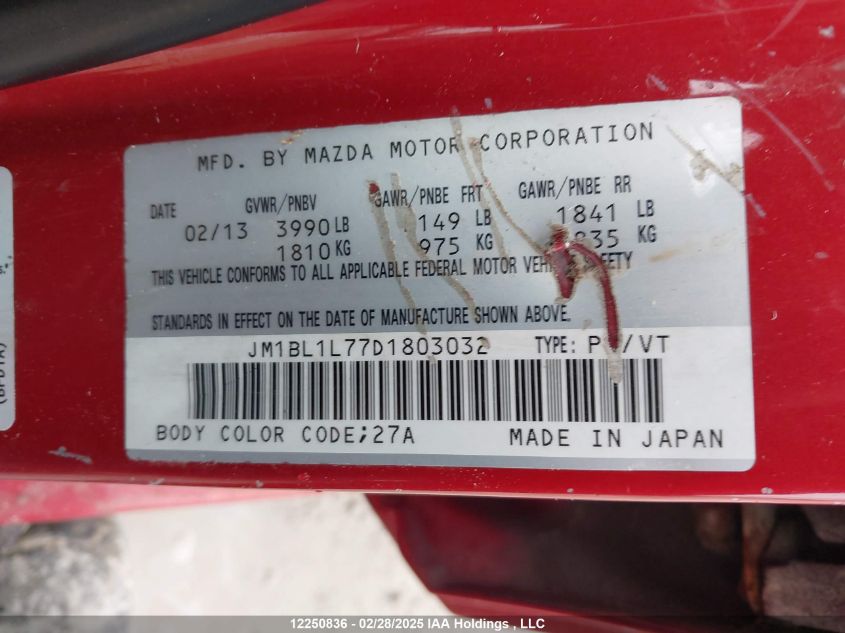 MFD. BY MAZDA MOTOR CORPORATION
DATE GVWR/PNBV GAWR/PNBE FRT GAWR/PNBE RR
02/13 3990 LB 149 LB 1841 LB
1810 KG 975 KG 835 KG
THIS VEHICLE CONFORMS TO ALL APPLICABLE FEDERAL MOTOR VEHICLE SAFETY
STANDARDS IN EFFECT ON THE DATE OF MANUFACTURE SHOWN ABOVE.
JM1BL1L77D1803032 TYPE: /VT
BODY COLOR CODE;27A MADE IN JAPAN
(BFD1A)
12250836 - 02/28/2025 IAA Holdings , LLC